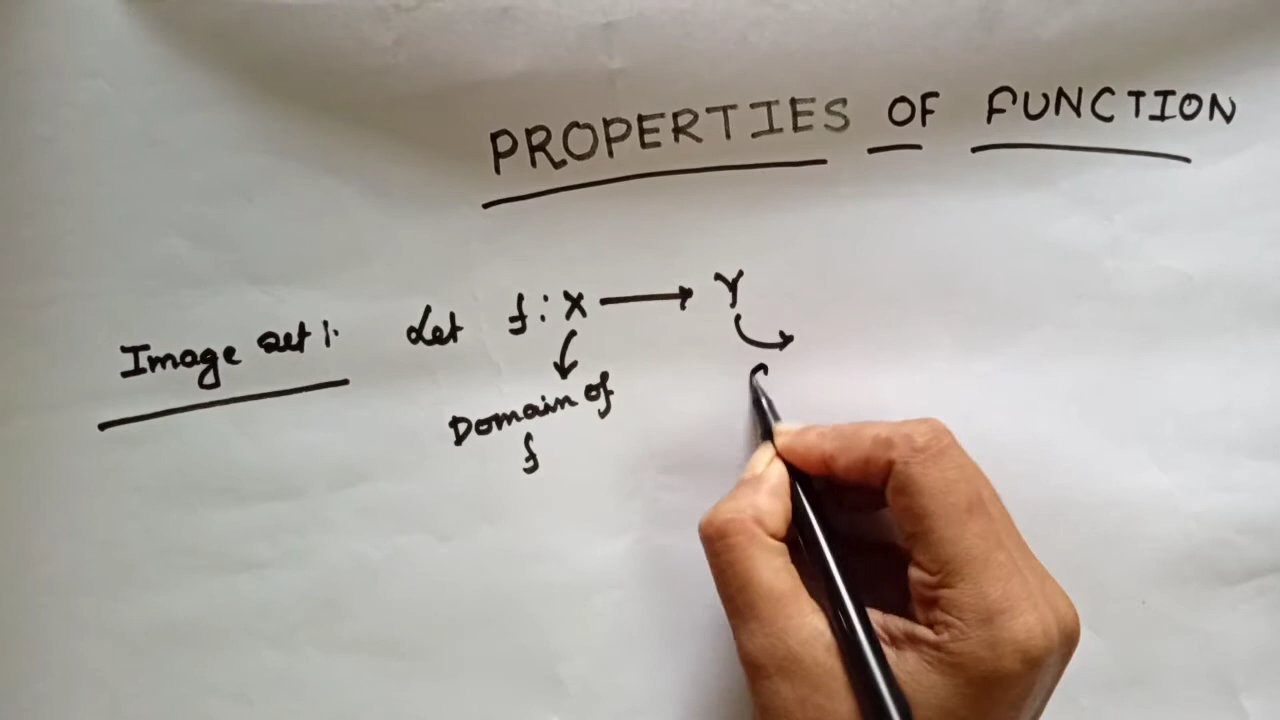 PROPERTIES OF FUNCTION
Image set:- Let f: X → Y
Domain of
f